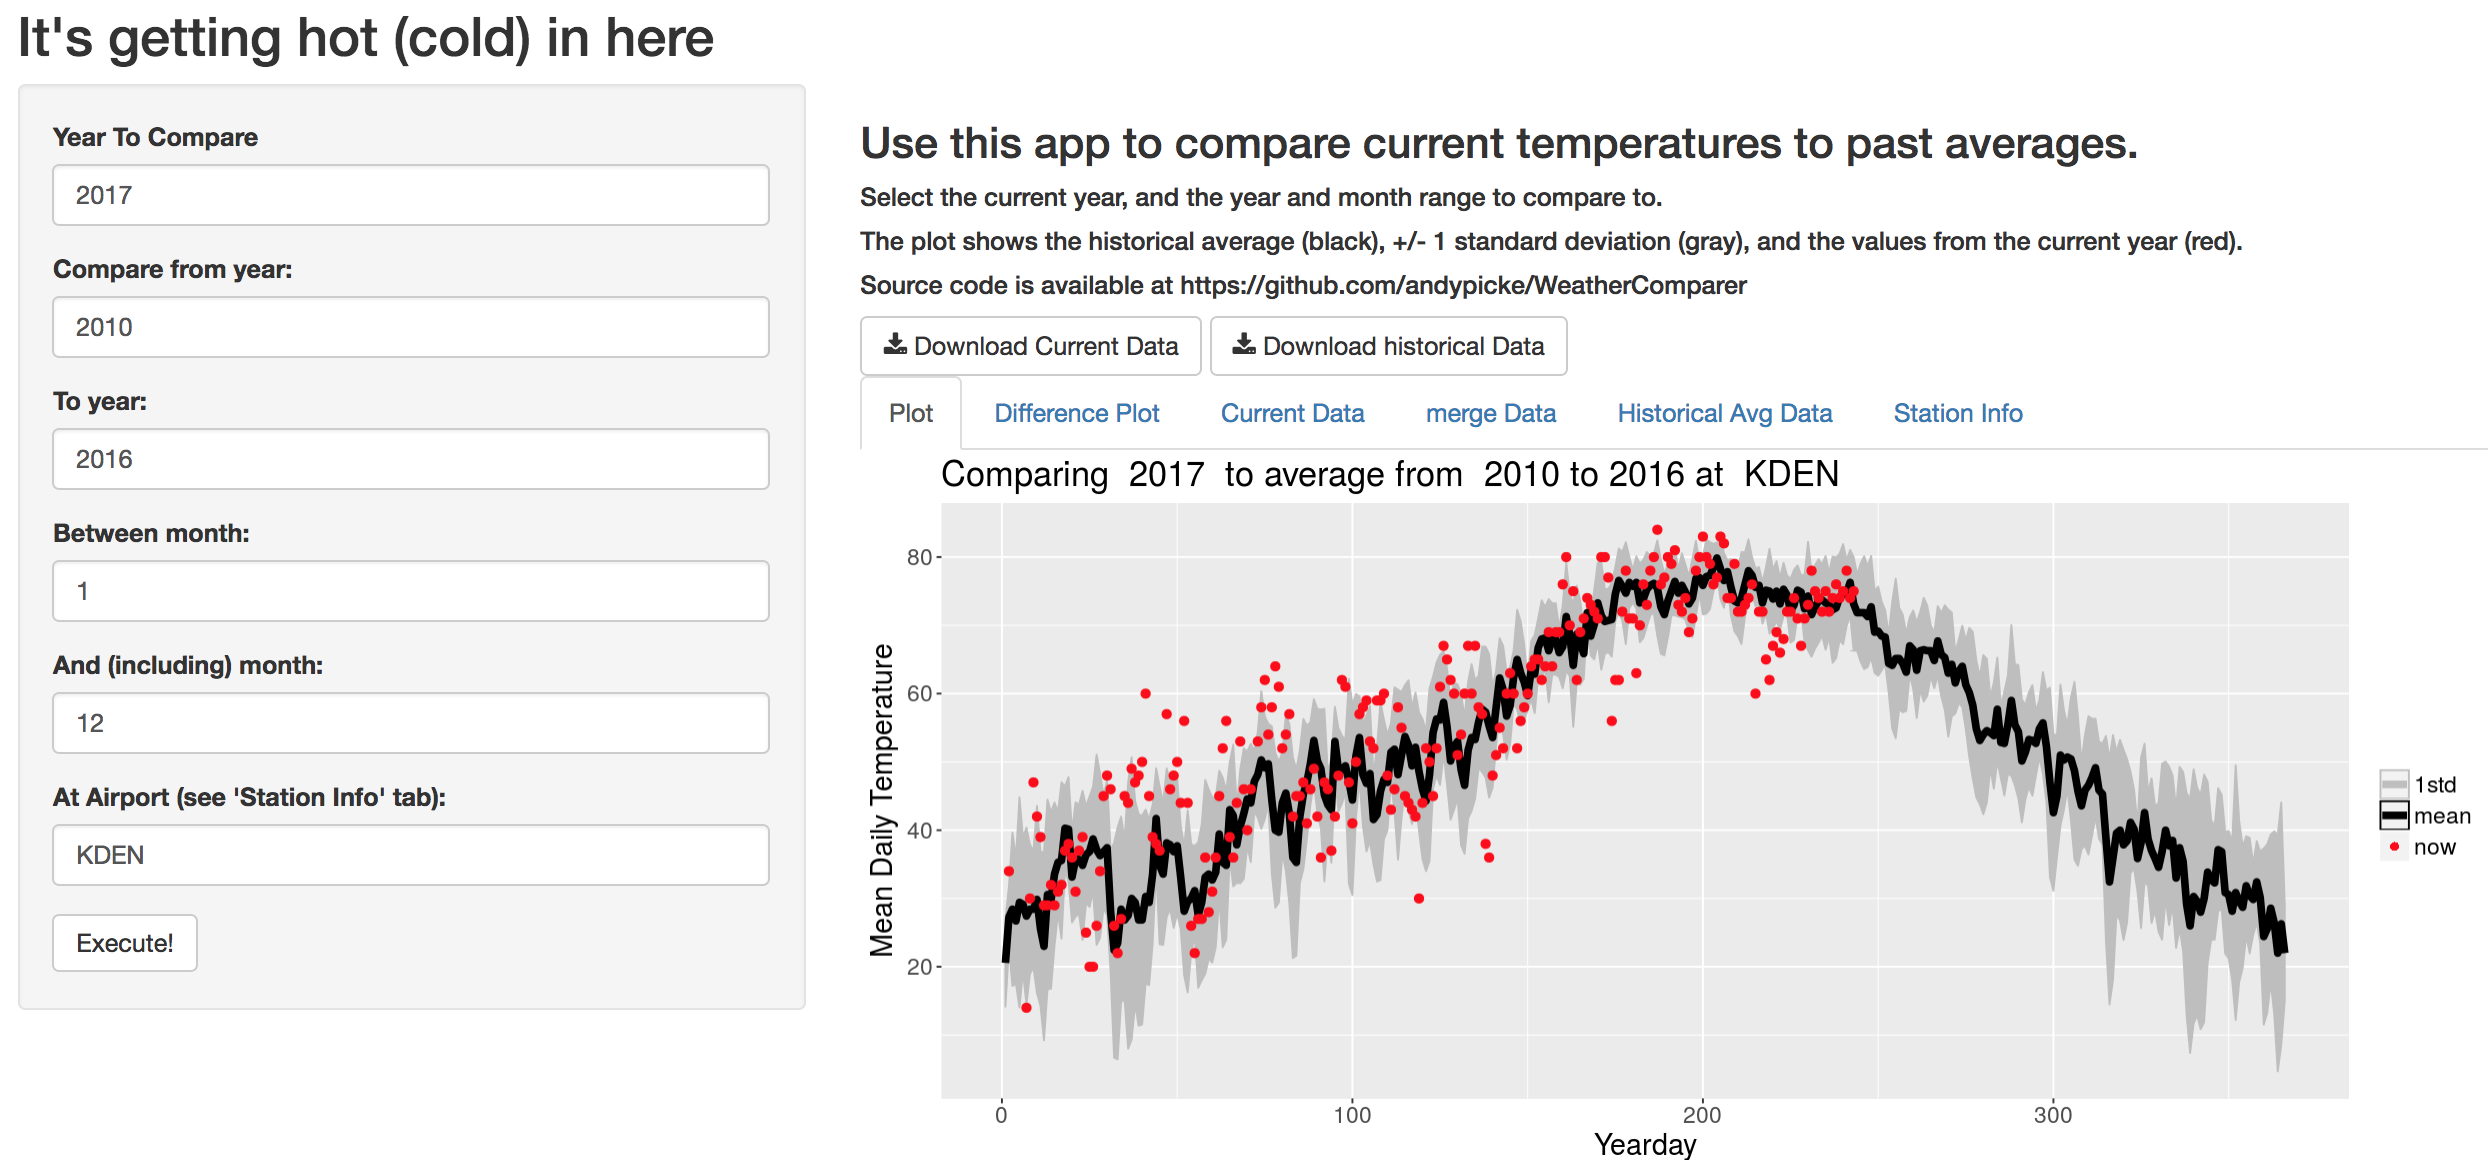 It's getting hot (cold) in here
Year To Compare
2017
Compare from year:
2010
To year:
2016
Between month:
1
And (including) month:
12
At Airport (see 'Station Info' tab):
KDEN
Execute!
Use this app to compare current temperatures to past averages.
Select the current year, and the year and month range to compare to.
The plot shows the historical average (black), +/- 1 standard deviation (gray), and the values from the current year (red).
Source code is available at https://github.com/andypicke/WeatherComparer
Download Current Data Download historical Data
Plot Difference Plot Current Data merge Data Historical Avg Data Station Info
Comparing 2017 to average from 2010 to 2016 at KDEN
Mean Daily Temperature
80
60
40
20
0 100 200 300
Yearday
1std
mean
now